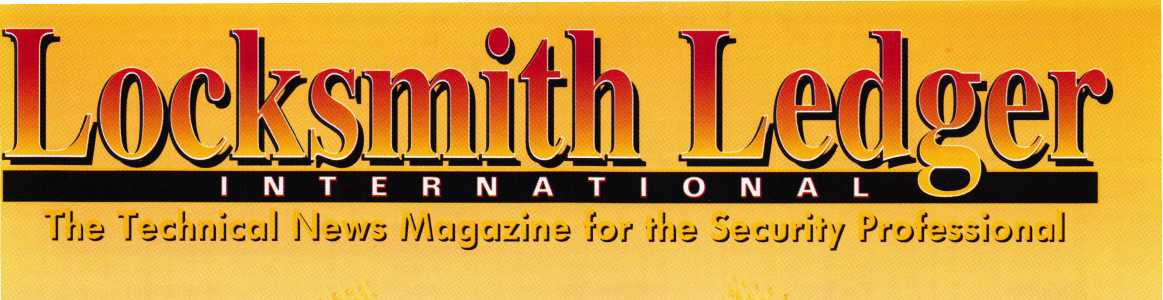 Locksmith Ledger
INTERNATIONAL
The Technical News Magazine for the Security Professional